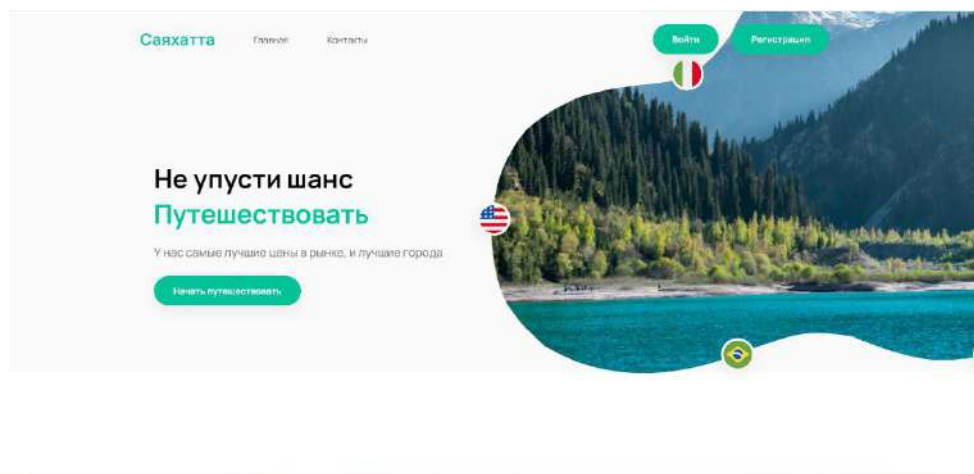 Саяхатта
Главная
Контакты
Войти
Регистрация
Не упусти шанс
Путешествовать
У нас самые лучшие цены в рынке, и лучшие города
Начать путешествовать